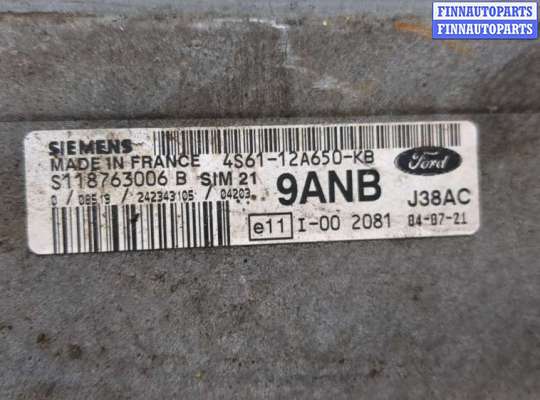 FINNAUTOPARTS
FINNAUTOPARTS
SIEMENS
MADE IN FRANCE 4S61-12A650-KB
Ford
S118763006 B SIM 21 9ANB J38AC
0 / 08519 / 242343105 / 04203
e11 I-00 2081 04-07-21